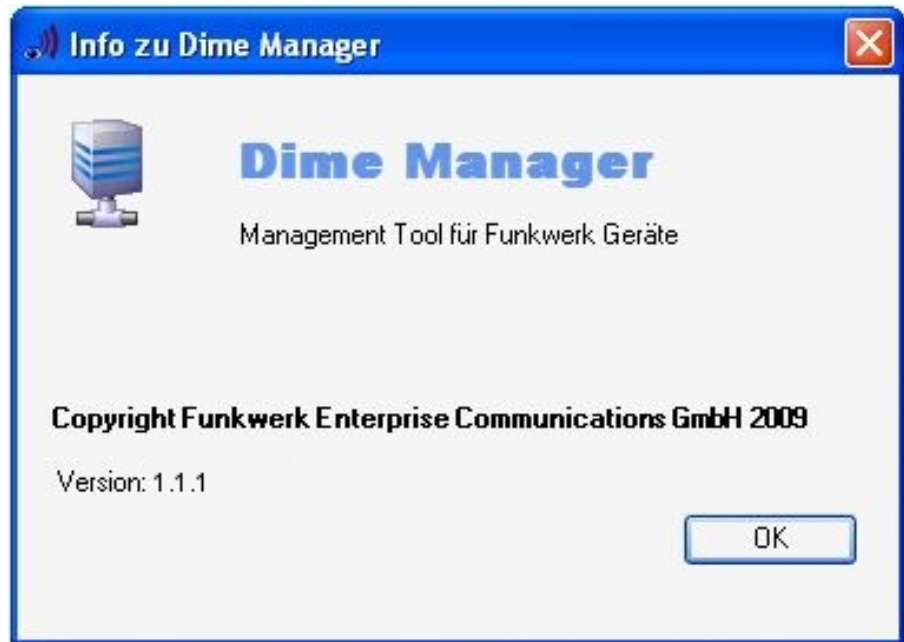 Info zu Dime Manager
Dime Manager
Management Tool für Funkwerk Geräte
Copyright Funkwerk Enterprise Communications GmbH 2009
Version: 1.1.1
OK